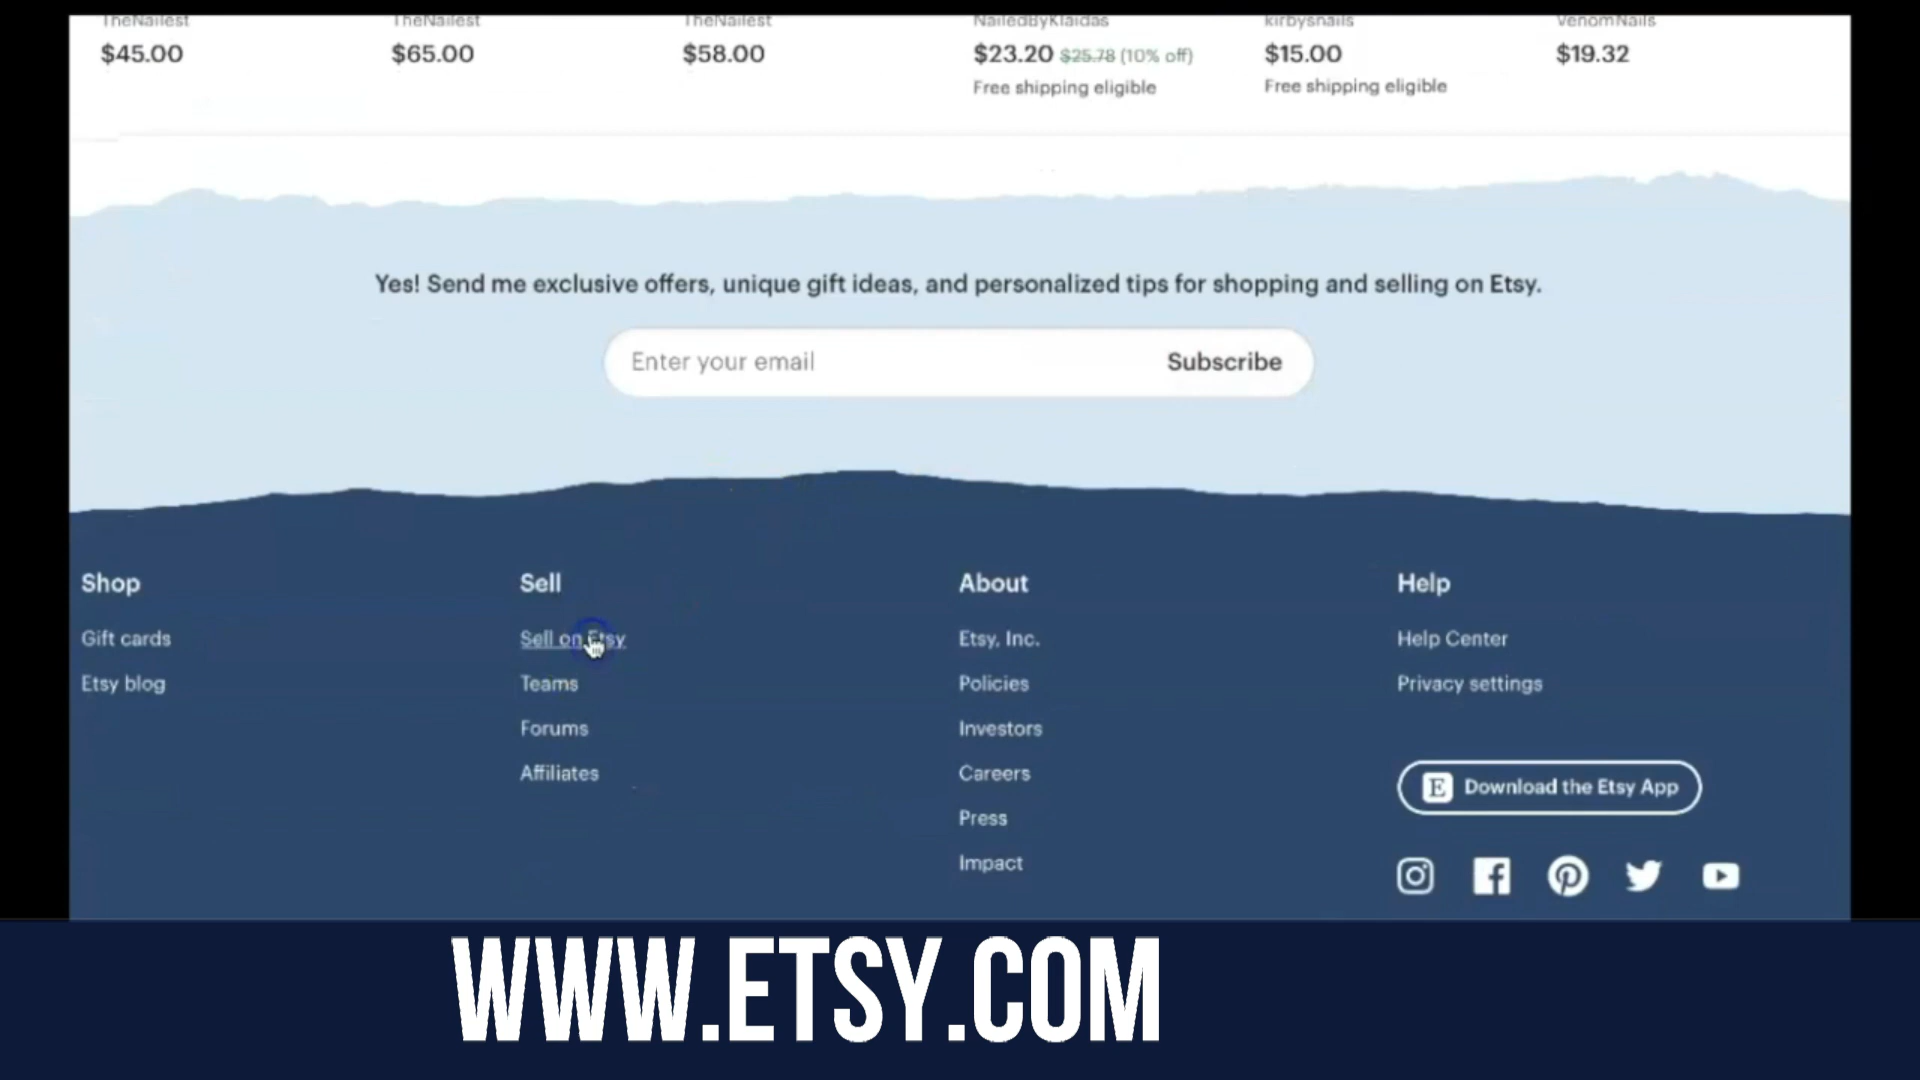 TheNailest TheNailest TheNailest NailedByKlaidas kirbysnails VenomNails
$45.00 $65.00 $58.00 $23.20 $25.78 (10% off) $15.00 $19.32
Free shipping eligible Free shipping eligible
Yes! Send me exclusive offers, unique gift ideas, and personalized tips for shopping and selling on Etsy.
Enter your email Subscribe
Shop Sell About Help
Gift cards Sell on Etsy Etsy, Inc. Help Center
Etsy blog Teams Policies Privacy settings
Forums Investors
Affiliates Careers
E Download the Etsy App
Press
Impact
WWW.ETSY.COM